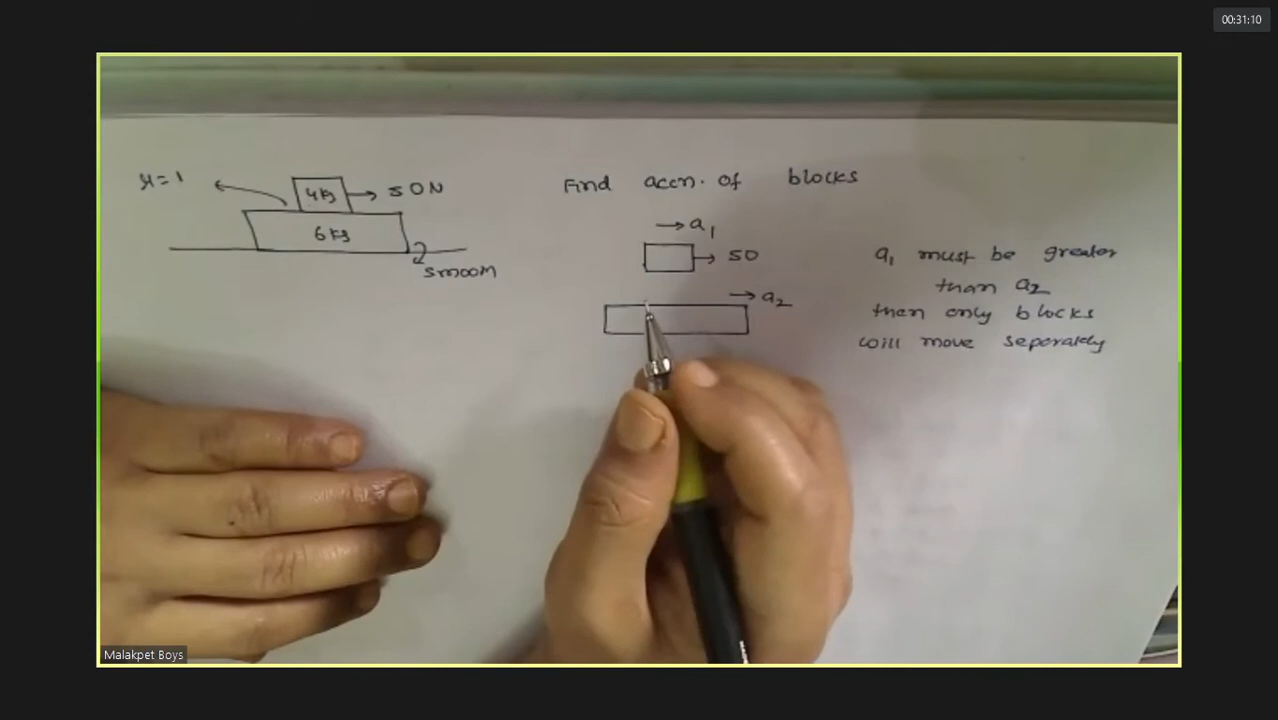 00:31:10
μ=1
4kg
50N
6kg
smooth
Find accn. of blocks
a1
50
a2
a1 must be greater
than a2
then only blocks
will move seperately
Malakpet Boys